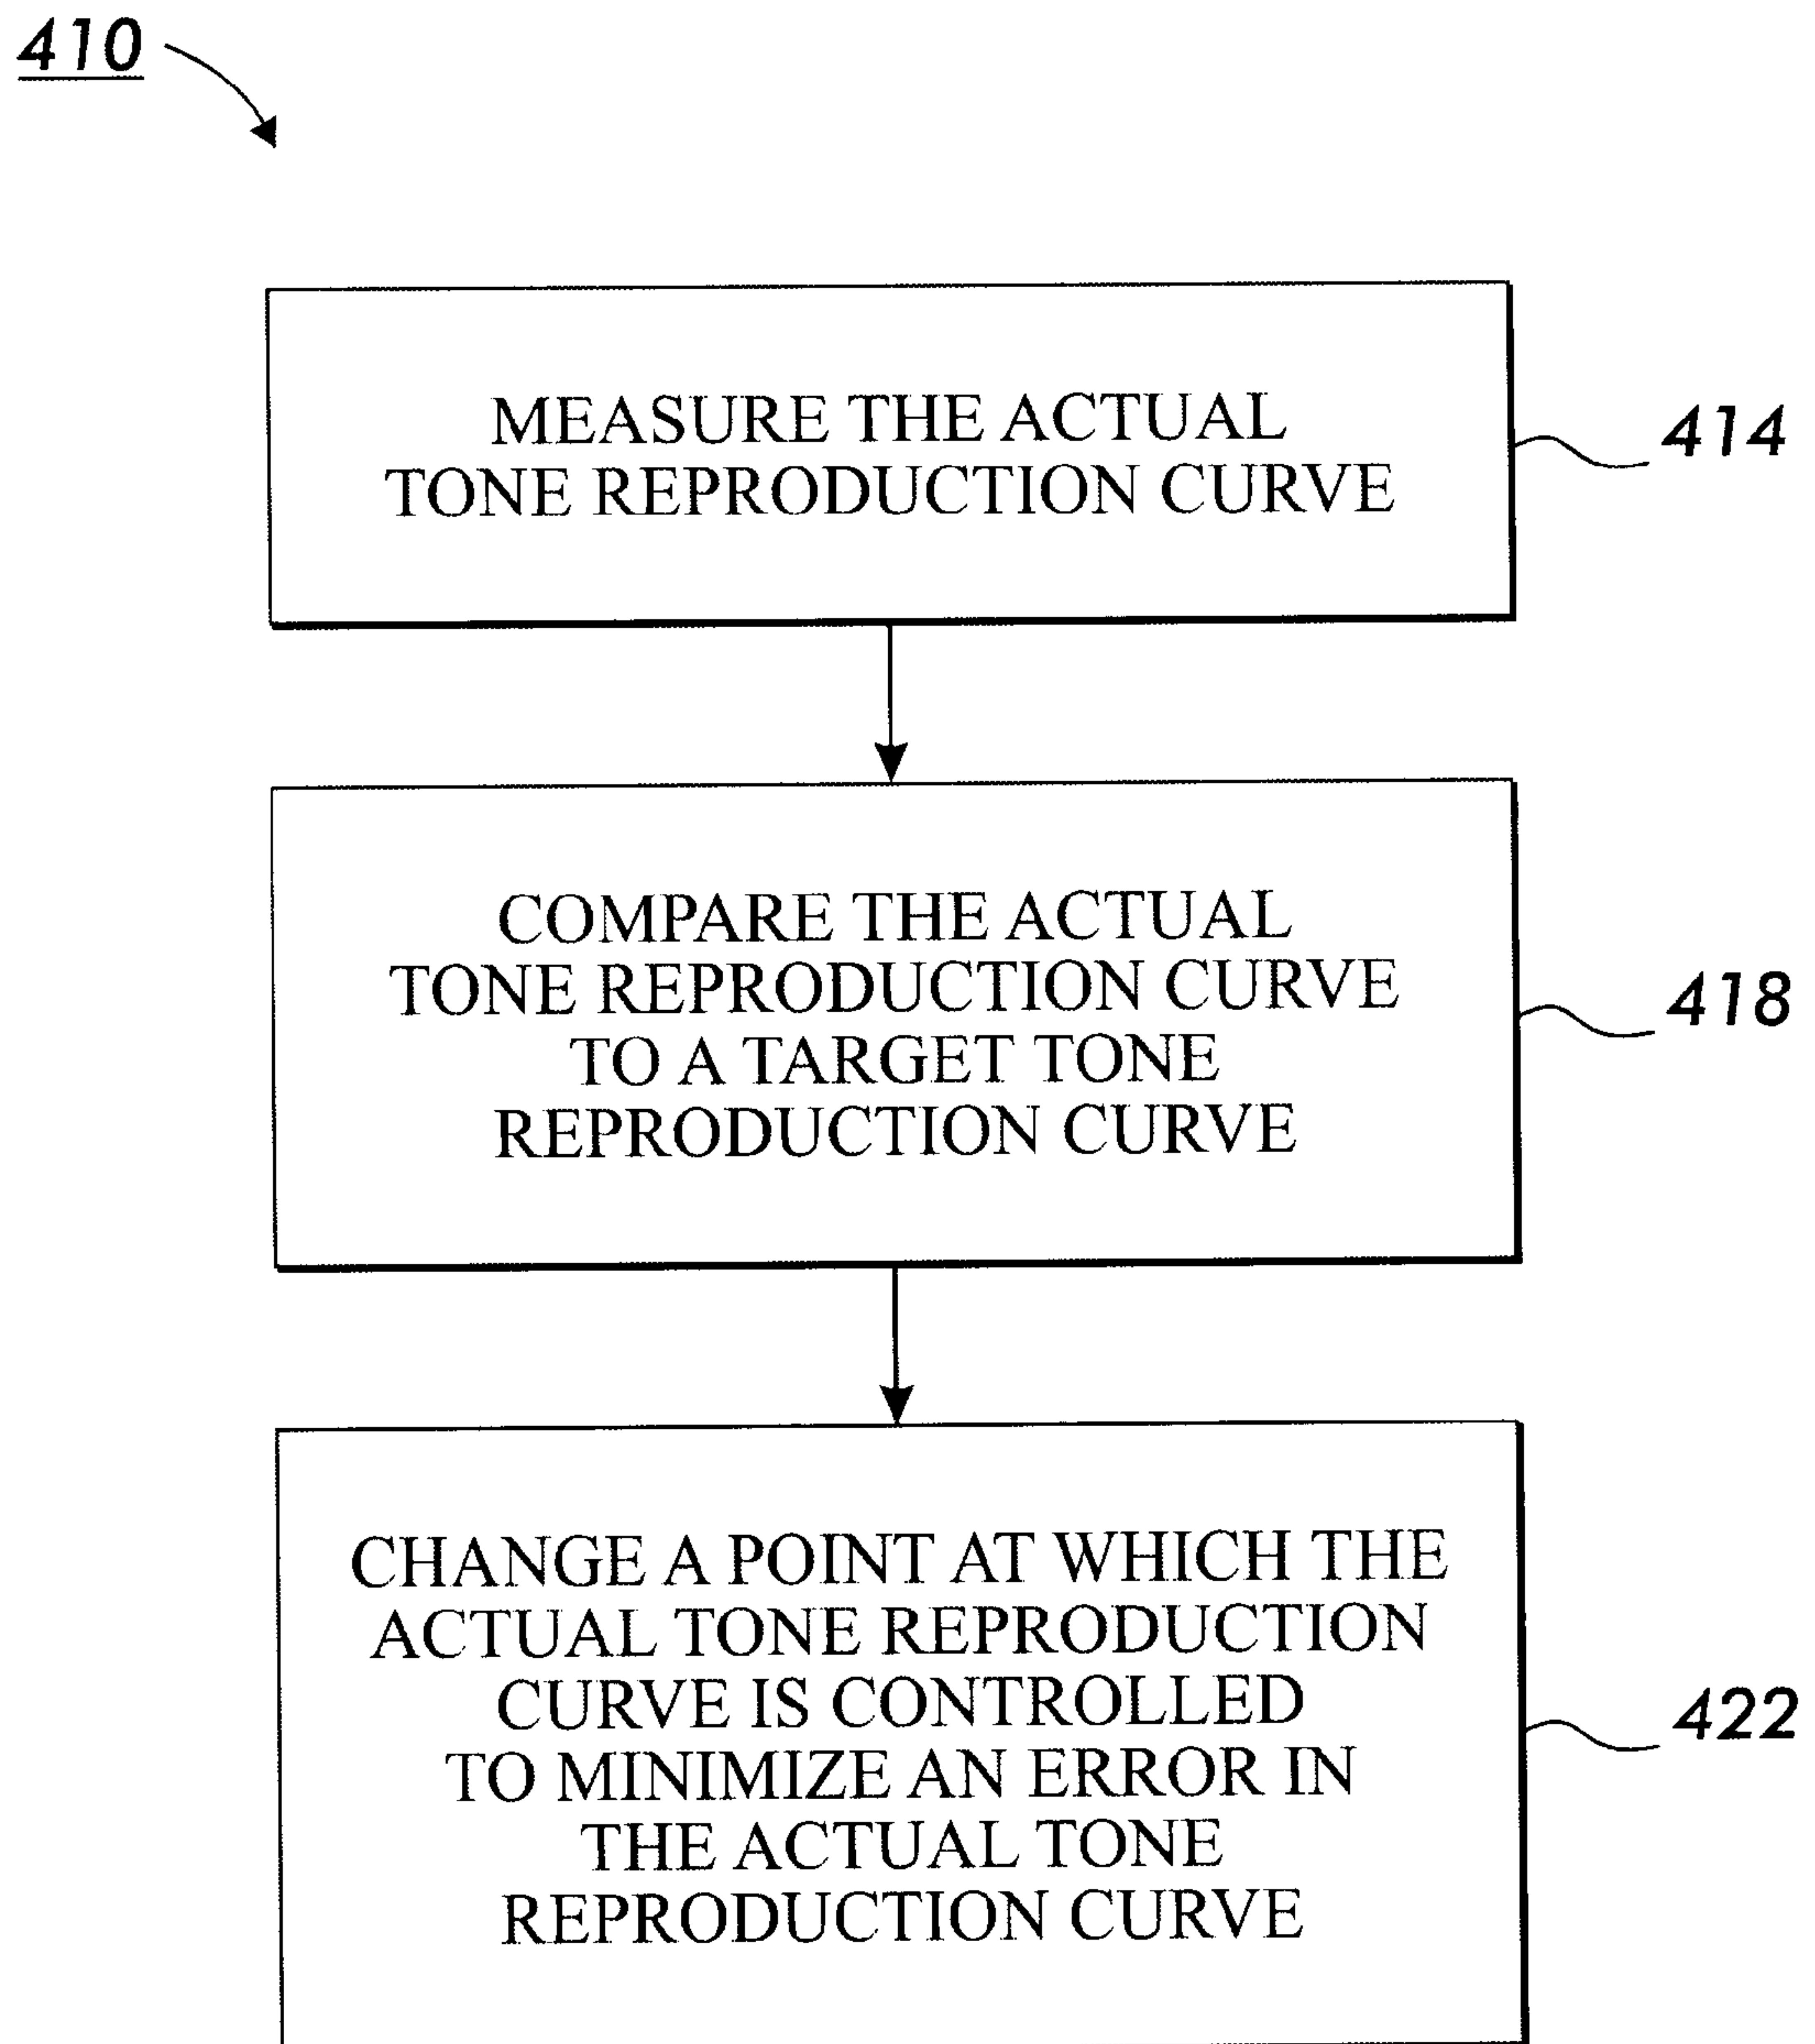 410
MEASURE THE ACTUAL
TONE REPRODUCTION CURVE
414
COMPARE THE ACTUAL
TONE REPRODUCTION CURVE
TO A TARGET TONE
REPRODUCTION CURVE
418
CHANGE A POINT AT WHICH THE
ACTUAL TONE REPRODUCTION
CURVE IS CONTROLLED
TO MINIMIZE AN ERROR IN
THE ACTUAL TONE
REPRODUCTION CURVE
422